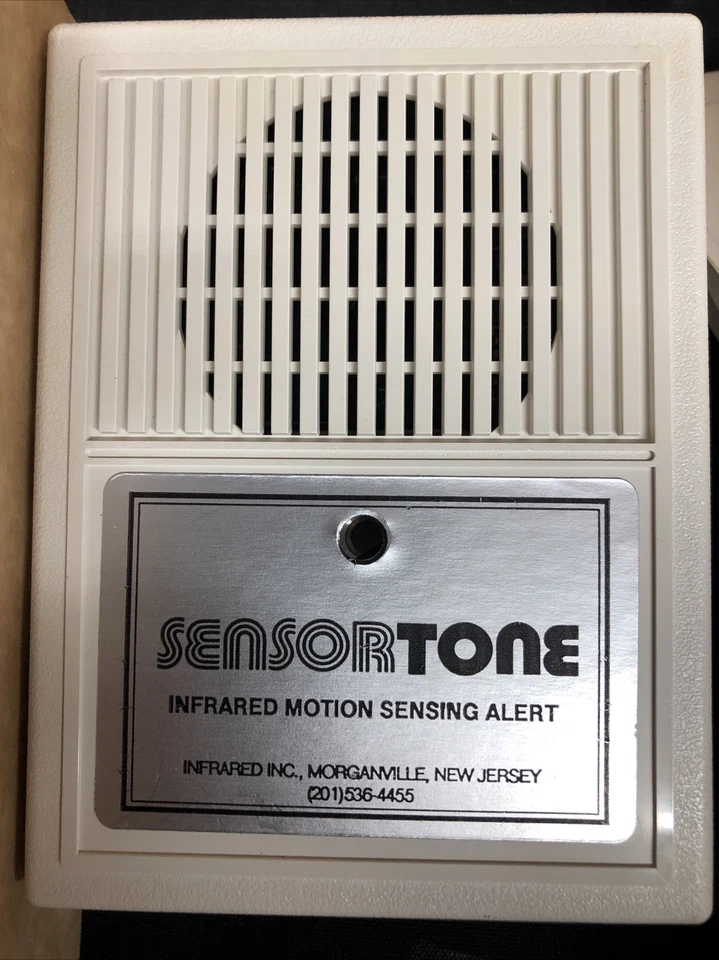 SENSORTONE
INFRARED MOTION SENSING ALERT
INFRARED INC., MORGANVILLE, NEW JERSEY
(201)536-4455